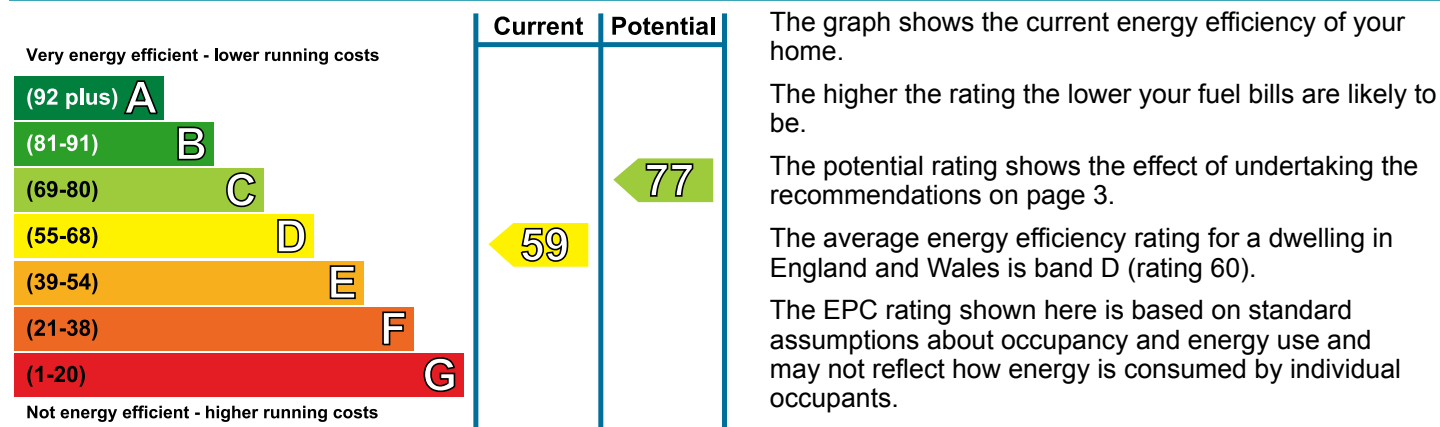 Current Potential
Very energy efficient - lower running costs
(92 plus) A
(81-91) B
(69-80) C
77
(55-68) D
59
(39-54) E
(21-38) F
(1-20) G
Not energy efficient - higher running costs
The graph shows the current energy efficiency of your
home.
The higher the rating the lower your fuel bills are likely to
be.
The potential rating shows the effect of undertaking the
recommendations on page 3.
The average energy efficiency rating for a dwelling in
England and Wales is band D (rating 60).
The EPC rating shown here is based on standard
assumptions about occupancy and energy use and
may not reflect how energy is consumed by individual
occupants.